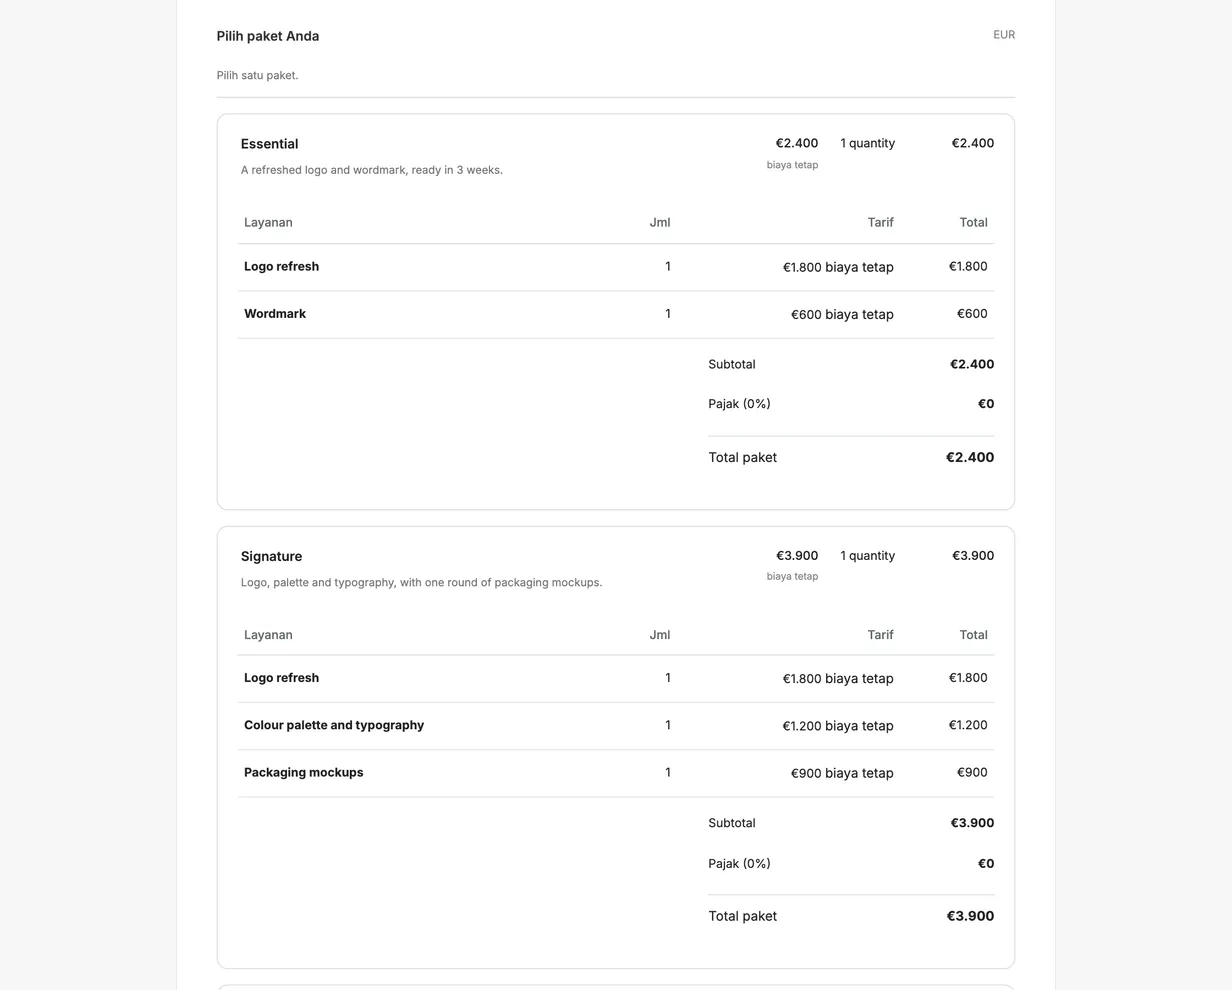 Pilih paket Anda EUR
Pilih satu paket.
Essential €2.400 1 quantity €2.400
biaya tetap
A refreshed logo and wordmark, ready in 3 weeks.
Layanan Jml Tarif Total
Logo refresh 1 €1.800 biaya tetap €1.800
Wordmark 1 €600 biaya tetap €600
Subtotal €2.400
Pajak (0%) €0
Total paket €2.400
Signature €3.900 1 quantity €3.900
biaya tetap
Logo, palette and typography, with one round of packaging mockups.
Layanan Jml Tarif Total
Logo refresh 1 €1.800 biaya tetap €1.800
Colour palette and typography 1 €1.200 biaya tetap €1.200
Packaging mockups 1 €900 biaya tetap €900
Subtotal €3.900
Pajak (0%) €0
Total paket €3.900